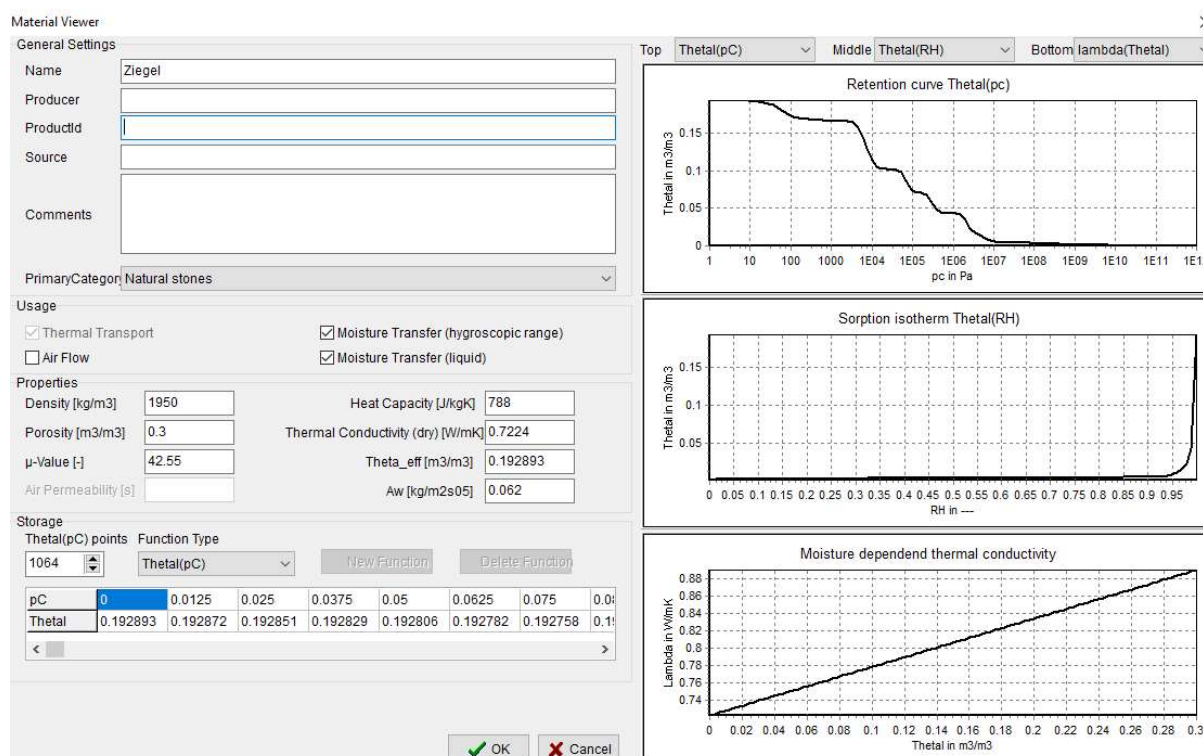 Material Viewer
General Settings
Name Ziegel
Producer
ProductId
Source
Comments
PrimaryCategory Natural stones
Usage
Thermal Transport Moisture Transfer (hygroscopic range)
Air Flow Moisture Transfer (liquid)
Properties
Density [kg/m3] 1950 Heat Capacity [J/kgK] 788
Porosity [m3/m3] 0.3 Thermal Conductivity (dry) [W/mK] 0.7224
µ-Value [-] 42.55 Theta_eff [m3/m3] 0.192893
Air Permeability [s] Aw [kg/m2s05] 0.062
Storage
Thetal(pC) points Function Type
1064 Thetal(pC) New Function Delete Function
pC 0 0.0125 0.025 0.0375 0.05 0.0625 0.075
Thetal 0.192893 0.192872 0.192851 0.192829 0.192806 0.192782 0.192758
OK Cancel
Top Thetal(pC) Middle Thetal(RH) Bottom lambda(Thetal)
Retention curve Thetal(pc)
Thetal in m3/m3
0.15
0.1
0.05
0
1 10 100 1000 1E04 1E05 1E06 1E07 1E08 1E09 1E10 1E11
pc in Pa
Sorption isotherm Thetal(RH)
Thetal in m3/m3
0.15
0.1
0.05
0 0.05 0.1 0.15 0.2 0.25 0.3 0.35 0.4 0.45 0.5 0.55 0.6 0.65 0.7 0.75 0.8 0.85 0.9 0.95
RH in ---
Moisture dependend thermal conductivity
Lambda in W/mK
0.88
0.86
0.84
0.82
0.8
0.78
0.76
0.74
0 0.02 0.04 0.06 0.08 0.1 0.12 0.14 0.16 0.18 0.2 0.22 0.24 0.26 0.28
Thetal in m3/m3